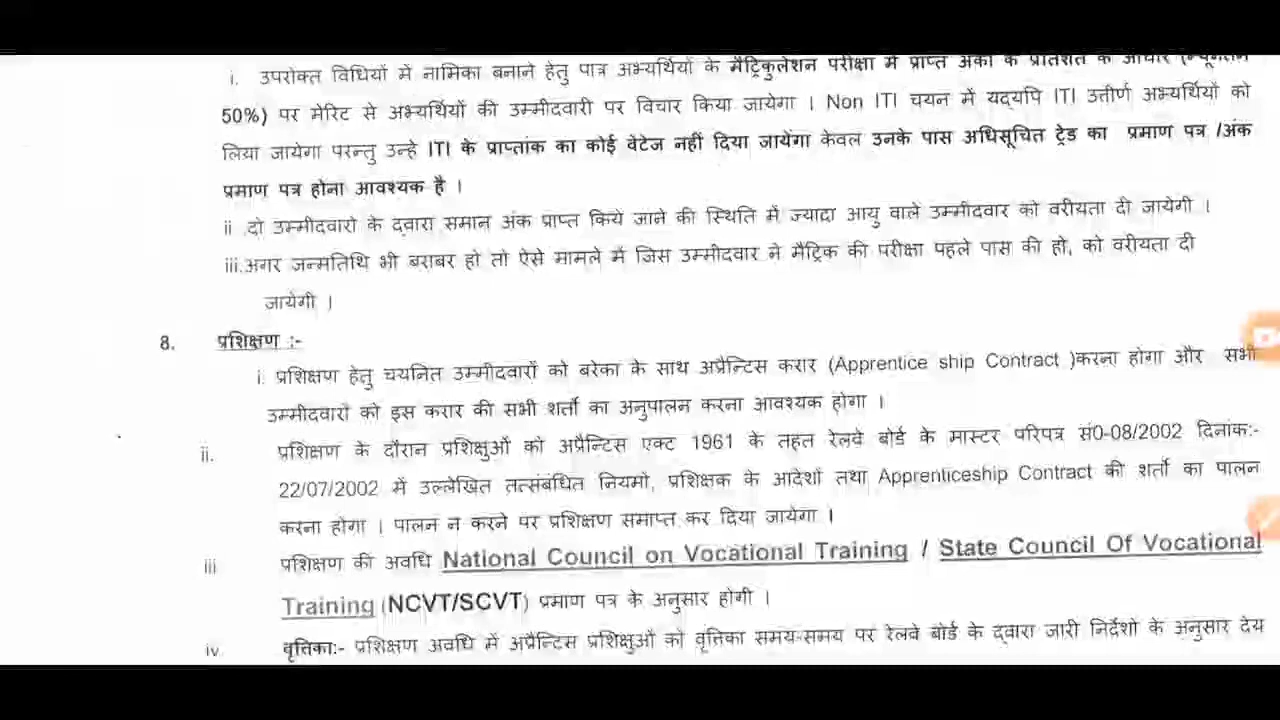 i. उपरोक्त विधियों में नामिका बनाने हेतु पात्र अभ्यर्थियों के मैट्रिकुलेशन परीक्षा में प्राप्त अंकों के प्रतिशत के आधार (न्यूनतम
50%) पर मेरिट से अभ्यर्थियों की उम्मीदवारी पर विचार किया जायेगा । Non ITI चयन में यद्यपि ITI उत्तीर्ण अभ्यर्थियों को
लिया जायेगा परन्तु उन्हे ITI के प्राप्तांक का कोई वेटेज नहीं दिया जायेंगा केवल उनके पास अधिसूचित ट्रेड का प्रमाण पत्र /अंक
प्रमाण पत्र होना आवश्यक है ।
ii .दो उम्मीदवारो के द्वारा समान अंक प्राप्त किये जाने की स्थिति में ज्यादा आयु वाले उम्मीदवार को वरीयता दी जायेगी ।
iii.अगर जन्मतिथि भी बराबर हो तो ऐसे मामले में जिस उम्मीदवार ने मैट्रिक की परीक्षा पहले पास की हो, को वरीयता दी
जायेगी ।
8. प्रशिक्षण :-
i. प्रशिक्षण हेतु चयनित उम्मीदवारों को बरेका के साथ अप्रैन्टिस करार (Apprentice ship Contract )करना होगा और सभी
उम्मीदवारों को इस करार की सभी शर्तो का अनुपालन करना आवश्यक होगा ।
ii. प्रशिक्षण के दौरान प्रशिक्षुओं को अप्रैन्टिस एक्ट 1961 के तहत रेलवे बोर्ड के मास्टर परिपत्र सं0-08/2002 दिनांक:-
22/07/2002 में उल्लेखित तत्संबंधित नियमों, प्रशिक्षक के आदेशों तथा Apprenticeship Contract की शर्तो का पालन
करना होगा । पालन न करने पर प्रशिक्षण समाप्त कर दिया जायेगा ।
iii प्रशिक्षण की अवधि National Council on Vocational Training / State Council Of Vocational
Training (NCVT/SCVT) प्रमाण पत्र के अनुसार होगी ।
iv. वृत्तिका:- प्रशिक्षण अवधि में अप्रैन्टिस प्रशिक्षुओं को वृत्तिका समय-समय पर रेलवे बोर्ड के द्वारा जारी निर्देशों के अनुसार देय